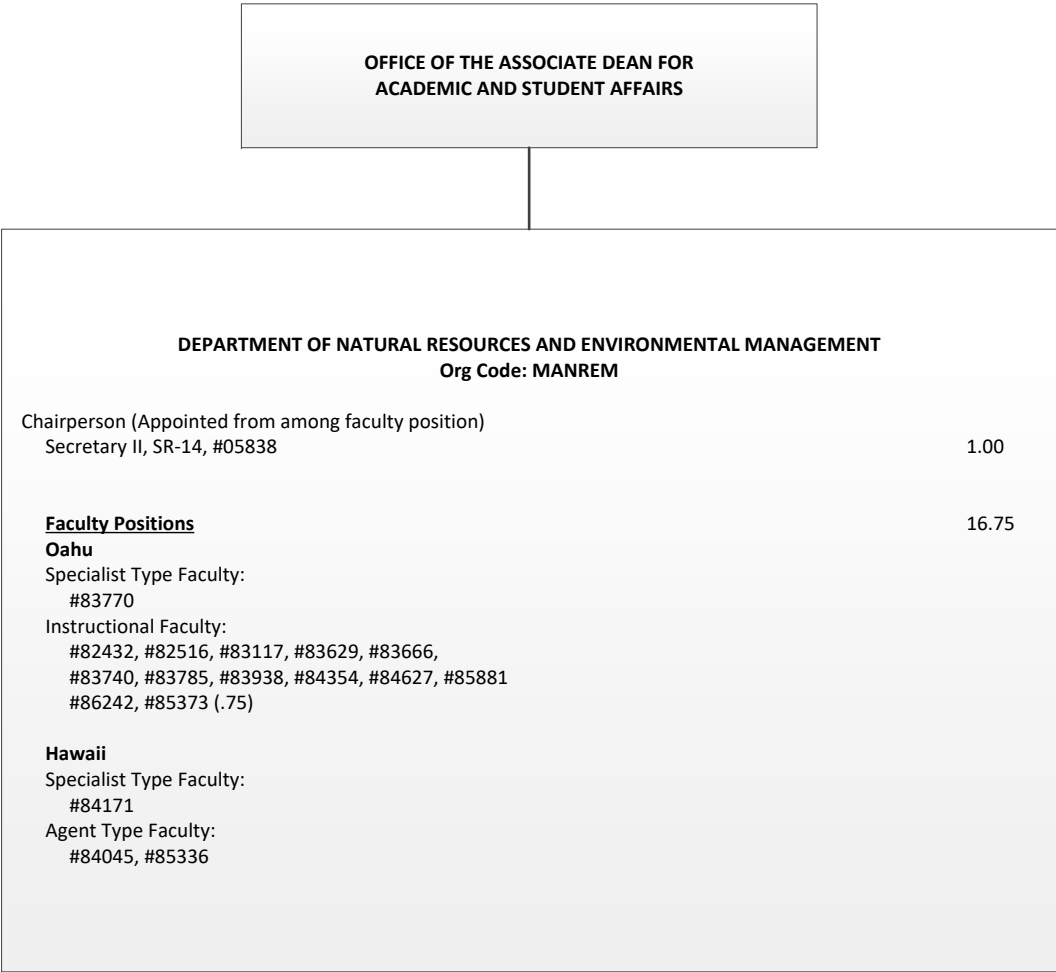 OFFICE OF THE ASSOCIATE DEAN FOR
ACADEMIC AND STUDENT AFFAIRS
DEPARTMENT OF NATURAL RESOURCES AND ENVIRONMENTAL MANAGEMENT
Org Code: MANREM
Chairperson (Appointed from among faculty position)
Secretary II, SR-14, #05838 1.00
Faculty Positions 16.75
Oahu
Specialist Type Faculty:
#83770
Instructional Faculty:
#82432, #82516, #83117, #83629, #83666,
#83740, #83785, #83938, #84354, #84627, #85881
#86242, #85373 (.75)
Hawaii
Specialist Type Faculty:
#84171
Agent Type Faculty:
#84045, #85336